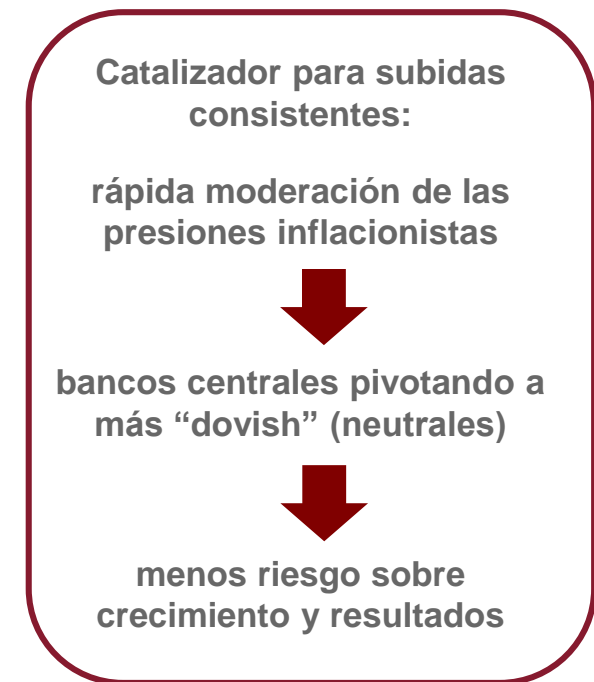 Catalizador para subidas
consistentes:
rápida moderación de las
presiones inflacionistas
bancos centrales pivotando a
más “dovish” (neutrales)
menos riesgo sobre
crecimiento y resultados